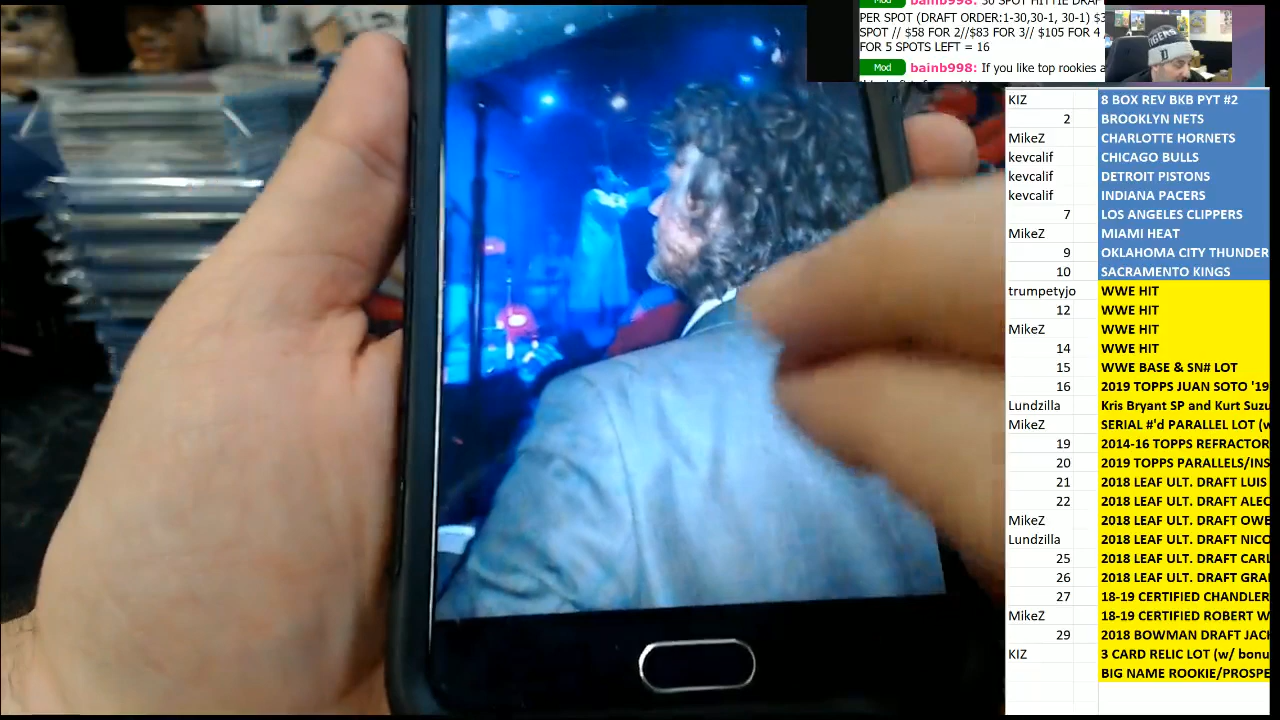 Mod bainb998: 30 SPOT HITTIE DRAF
PER SPOT (DRAFT ORDER:1-30,30-1, 30-1) $3
SPOT // $58 FOR 2//$83 FOR 3// $105 FOR 4
FOR 5 SPOTS LEFT = 16
Mod bainb998: If you like top rookies a
TIGERS
D
KIZ 8 BOX REV BKB PYT #2
2 BROOKLYN NETS
MikeZ CHARLOTTE HORNETS
kevcalif CHICAGO BULLS
kevcalif DETROIT PISTONS
kevcalif INDIANA PACERS
7 LOS ANGELES CLIPPERS
MikeZ MIAMI HEAT
9 OKLAHOMA CITY THUNDER
10 SACRAMENTO KINGS
trumpetyjo WWE HIT
12 WWE HIT
MikeZ WWE HIT
14 WWE HIT
15 WWE BASE & SN# LOT
16 2019 TOPPS JUAN SOTO '19
Lundzilla Kris Bryant SP and Kurt Suzu
MikeZ SERIAL #'d PARALLEL LOT (w
19 2014-16 TOPPS REFRACTOR
20 2019 TOPPS PARALLELS/INS
21 2018 LEAF ULT. DRAFT LUIS
22 2018 LEAF ULT. DRAFT ALEC
MikeZ 2018 LEAF ULT. DRAFT OWE
Lundzilla 2018 LEAF ULT. DRAFT NICO
25 2018 LEAF ULT. DRAFT CARL
26 2018 LEAF ULT. DRAFT GRA
27 18-19 CERTIFIED CHANDLER
MikeZ 18-19 CERTIFIED ROBERT W
29 2018 BOWMAN DRAFT JACK
KIZ 3 CARD RELIC LOT (w/ bonu
BIG NAME ROOKIE/PROSPE